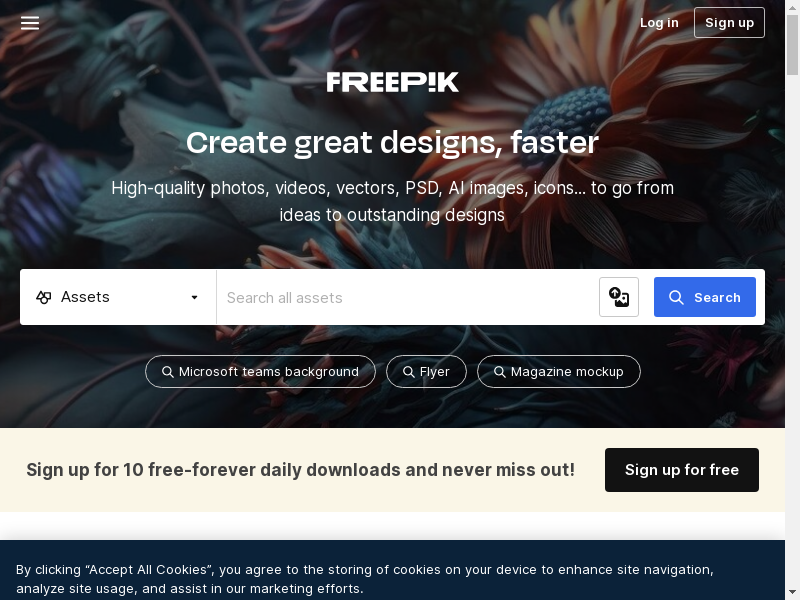 Log in
Sign up
FREEPIK
Create great designs, faster
High-quality photos, videos, vectors, PSD, AI images, icons... to go from
ideas to outstanding designs
Assets
Search all assets
Search
Microsoft teams background
Flyer
Magazine mockup
Sign up for 10 free-forever daily downloads and never miss out!
Sign up for free
By clicking “Accept All Cookies”, you agree to the storing of cookies on your device to enhance site navigation,
analyze site usage, and assist in our marketing efforts.